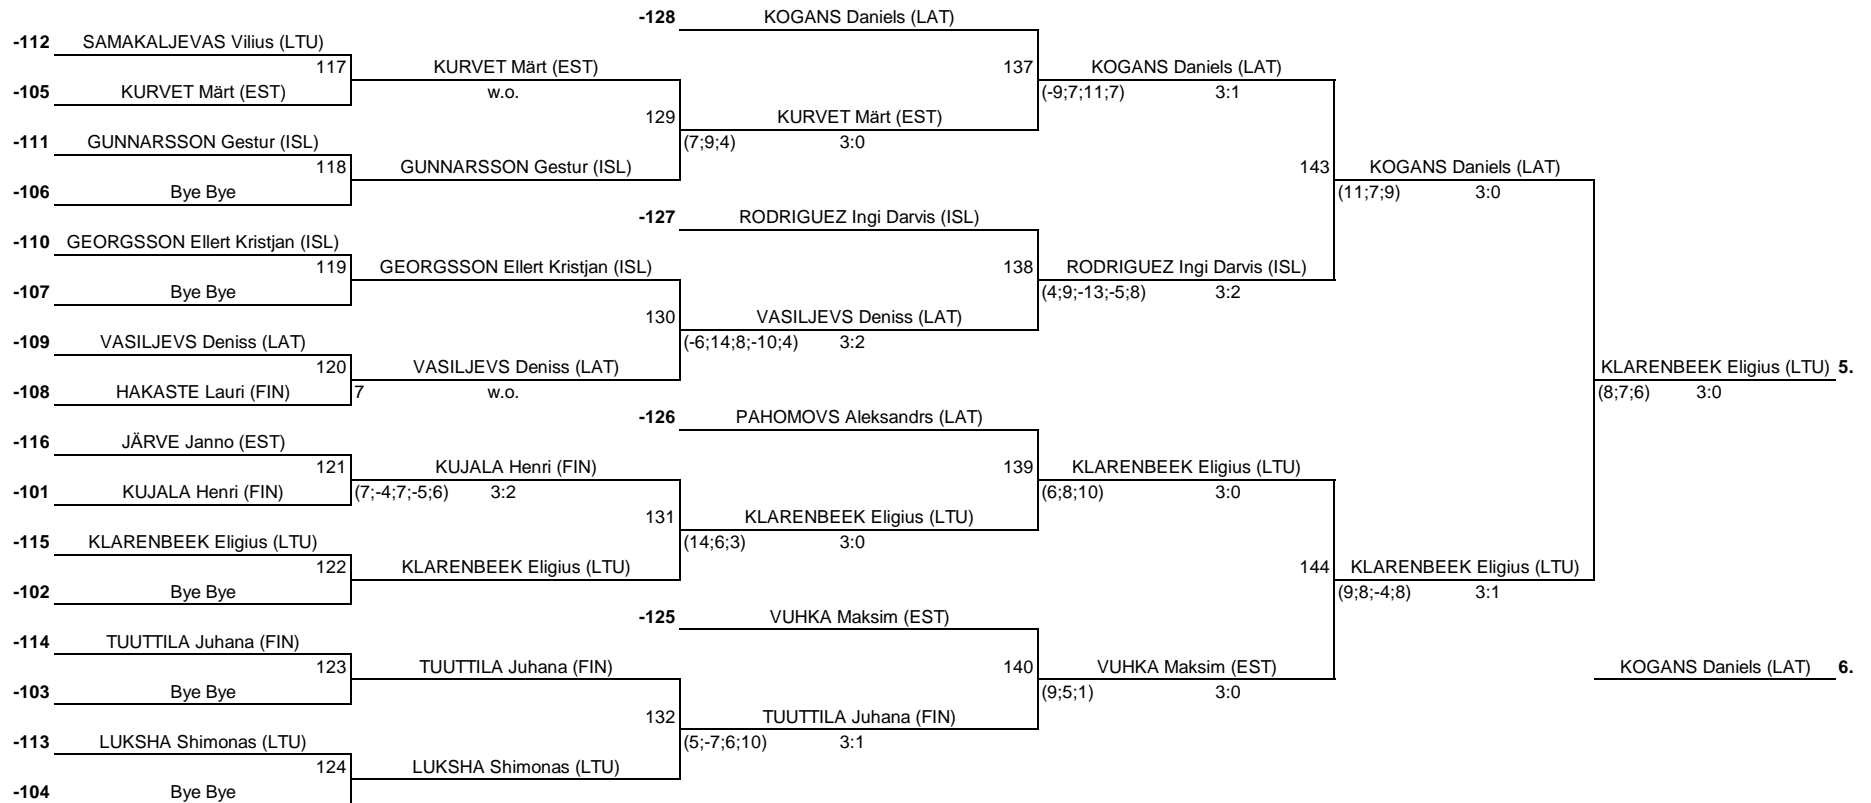 -128 KOGANS Daniels (LAT)
-112 SAMAKALJEVAS Vilius (LTU)
117 KURVET Märt (EST) 137 KOGANS Daniels (LAT)
-105 KURVET Märt (EST) w.o. (-9;7;11;7) 3:1
129 KURVET Märt (EST)
-111 GUNNARSSON Gestur (ISL) (7;9;4) 3:0
118 GUNNARSSON Gestur (ISL) 143 KOGANS Daniels (LAT)
-106 Bye Bye (11;7;9) 3:0
-127 RODRIGUEZ Ingi Darvis (ISL)
-110 GEORGSSON Ellert Kristjan (ISL)
119 GEORGSSON Ellert Kristjan (ISL) 138 RODRIGUEZ Ingi Darvis (ISL)
-107 Bye Bye (4;9;-13;-5;8) 3:2
130 VASILJEVS Deniss (LAT)
-109 VASILJEVS Deniss (LAT) (-6;14;8;-10;4) 3:2
120 VASILJEVS Deniss (LAT) KLARENBEEK Eligius (LTU) 5.
-108 HAKASTE Lauri (FIN) 7 w.o. (8;7;6) 3:0
-126 PAHOMOVS Aleksandrs (LAT)
-116 JÄRVE Janno (EST)
121 KUJALA Henri (FIN) 139 KLARENBEEK Eligius (LTU)
-101 KUJALA Henri (FIN) (7;-4;7;-5;6) 3:2 (6;8;10) 3:0
131 KLARENBEEK Eligius (LTU)
-115 KLARENBEEK Eligius (LTU) (14;6;3) 3:0
122 KLARENBEEK Eligius (LTU) 144 KLARENBEEK Eligius (LTU)
-102 Bye Bye (9;8;-4;8) 3:1
-125 VUHKA Maksim (EST)
-114 TUUTTILA Juhana (FIN)
123 TUUTTILA Juhana (FIN) 140 VUHKA Maksim (EST) KOGANS Daniels (LAT) 6.
-103 Bye Bye (9;5;1) 3:0
132 TUUTTILA Juhana (FIN)
-113 LUKSHA Shimonas (LTU) (5;-7;6;10) 3:1
124 LUKSHA Shimonas (LTU)
-104 Bye Bye